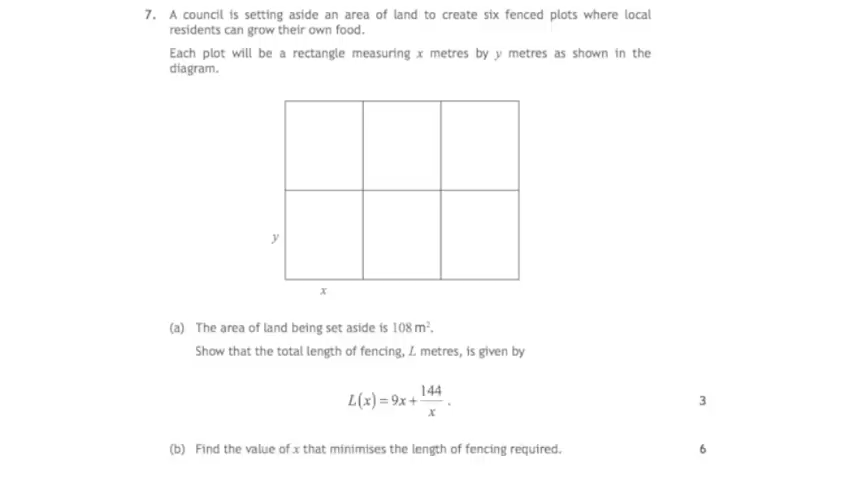 7. A council is setting aside an area of land to create six fenced plots where local
residents can grow their own food.
Each plot will be a rectangle measuring x metres by y metres as shown in the
diagram.
y
x
(a) The area of land being set aside is 108 m².
Show that the total length of fencing, L metres, is given by
L(x) = 9x + 144/x . 3
(b) Find the value of x that minimises the length of fencing required. 6